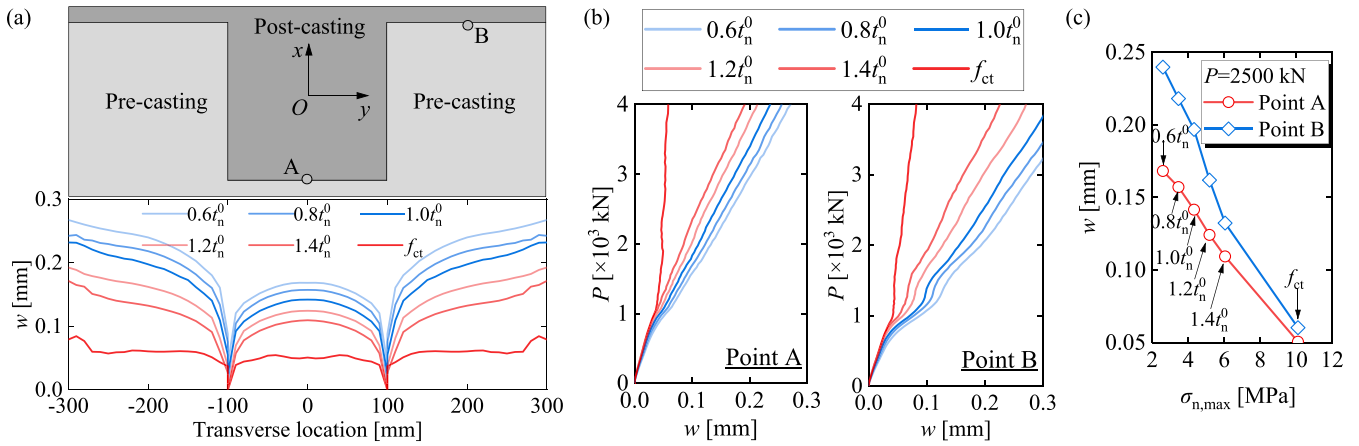 (a)
Post-casting
B
x
Pre-casting
O
y
Pre-casting
A
0.3
0.6t_n^0
0.8t_n^0
1.0t_n^0
1.2t_n^0
1.4t_n^0
f_ct
0.2
w [mm]
0.1
0.0
-300
-200
-100
0
100
200
300
Transverse location [mm]
(b)
0.6t_n^0
0.8t_n^0
1.0t_n^0
1.2t_n^0
1.4t_n^0
f_ct
4
3
2
1
0
P [×10^3 kN]
Point A
0.0
0.1
0.2
0.3
w [mm]
4
3
2
1
0
P [×10^3 kN]
Point B
0.0
0.1
0.2
0.3
w [mm]
(c)
0.25
0.20
0.15
0.10
0.05
w [mm]
P=2500 kN
Point A
Point B
0.6t_n^0
0.8t_n^0
1.0t_n^0
1.2t_n^0
1.4t_n^0
f_ct
2
4
6
8
10
12
σ_n,max [MPa]